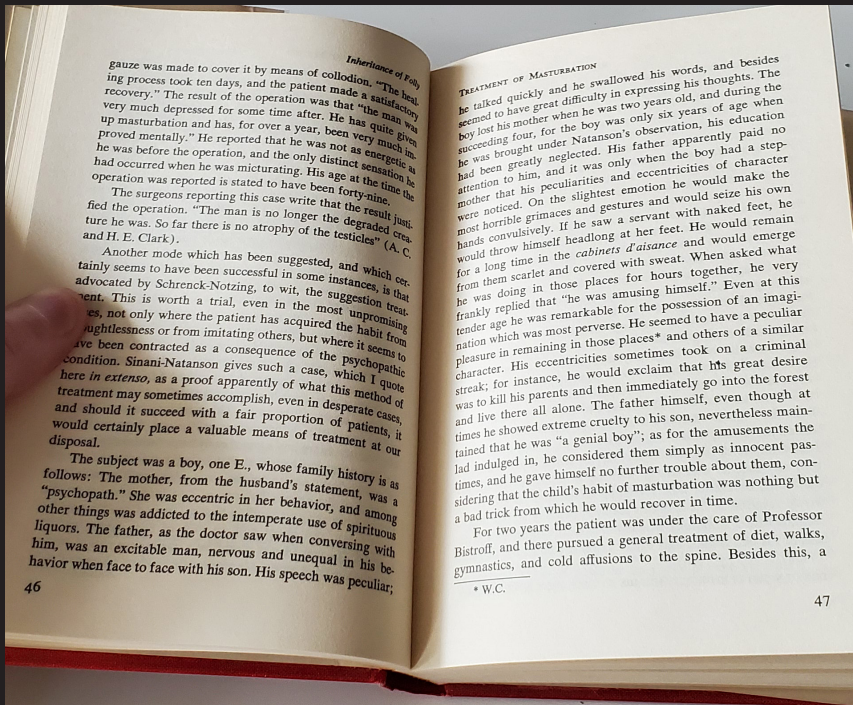 Inheritance of Folly
gauze was made to cover it by means of collodion. "The heal-
ing process took ten days, and the patient made a satisfactory
recovery." The result of the operation was that "the man was
very much depressed for some time after. He has quite given
up masturbation and has, for over a year, been very much im-
proved mentally." He reported that he was not as energetic as
he was before the operation, and the only distinct sensation he
had occurred when he was micturating. His age at the time the
operation was reported is stated to have been forty-nine.
The surgeons reporting this case write that the result justi-
fied the operation. "The man is no longer the degraded crea-
ture he was. So far there is no atrophy of the testicles" (A. C.
and H. E. Clark).
Another mode which has been suggested, and which cer-
tainly seems to have been successful in some instances, is that
advocated by Schrenck-Notzing, to wit, the suggestion treat-
ment. This is worth a trial, even in the most unpromising
es, not only where the patient has acquired the habit from
oughtlessness or from imitating others, but where it seems to
ave been contracted as a consequence of the psychopathic
condition. Sinani-Natanson gives such a case, which I quote
here in extenso, as a proof apparently of what this method of
treatment may sometimes accomplish, even in desperate cases,
and should it succeed with a fair proportion of patients, it
would certainly place a valuable means of treatment at our
disposal.
The subject was a boy, one E., whose family history is as
follows: The mother, from the husband's statement, was a
"psychopath." She was eccentric in her behavior, and among
other things was addicted to the intemperate use of spirituous
liquors. The father, as the doctor saw when conversing with
him, was an excitable man, nervous and unequal in his be-
havior when face to face with his son. His speech was peculiar;
46
TREATMENT OF MASTURBATION
he talked quickly and he swallowed his words, and besides
seemed to have great difficulty in expressing his thoughts. The
boy lost his mother when he was two years old, and during the
succeeding four, for the boy was only six years of age when
he was brought under Natanson's observation, his education
had been greatly neglected. His father apparently paid no
attention to him, and it was only when the boy had a step-
mother that his peculiarities and eccentricities of character
were noticed. On the slightest emotion he would make the
most horrible grimaces and gestures and would seize his own
hands convulsively. If he saw a servant with naked feet, he
would throw himself headlong at her feet. He would remain
for a long time in the cabinets d'aisance and would emerge
from them scarlet and covered with sweat. When asked what
he was doing in those places for hours together, he very
frankly replied that "he was amusing himself." Even at this
tender age he was remarkable for the possession of an imagi-
nation which was most perverse. He seemed to have a peculiar
pleasure in remaining in those places* and others of a similar
character. His eccentricities sometimes took on a criminal
streak; for instance, he would exclaim that his great desire
was to kill his parents and then immediately go into the forest
and live there all alone. The father himself, even though at
times he showed extreme cruelty to his son, nevertheless main-
tained that he was "a genial boy"; as for the amusements the
lad indulged in, he considered them simply as innocent pas-
times, and he gave himself no further trouble about them, con-
sidering that the child's habit of masturbation was nothing but
a bad trick from which he would recover in time.
For two years the patient was under the care of Professor
Bistroff, and there pursued a general treatment of diet, walks,
gymnastics, and cold affusions to the spine. Besides this, a
* W.C.
47